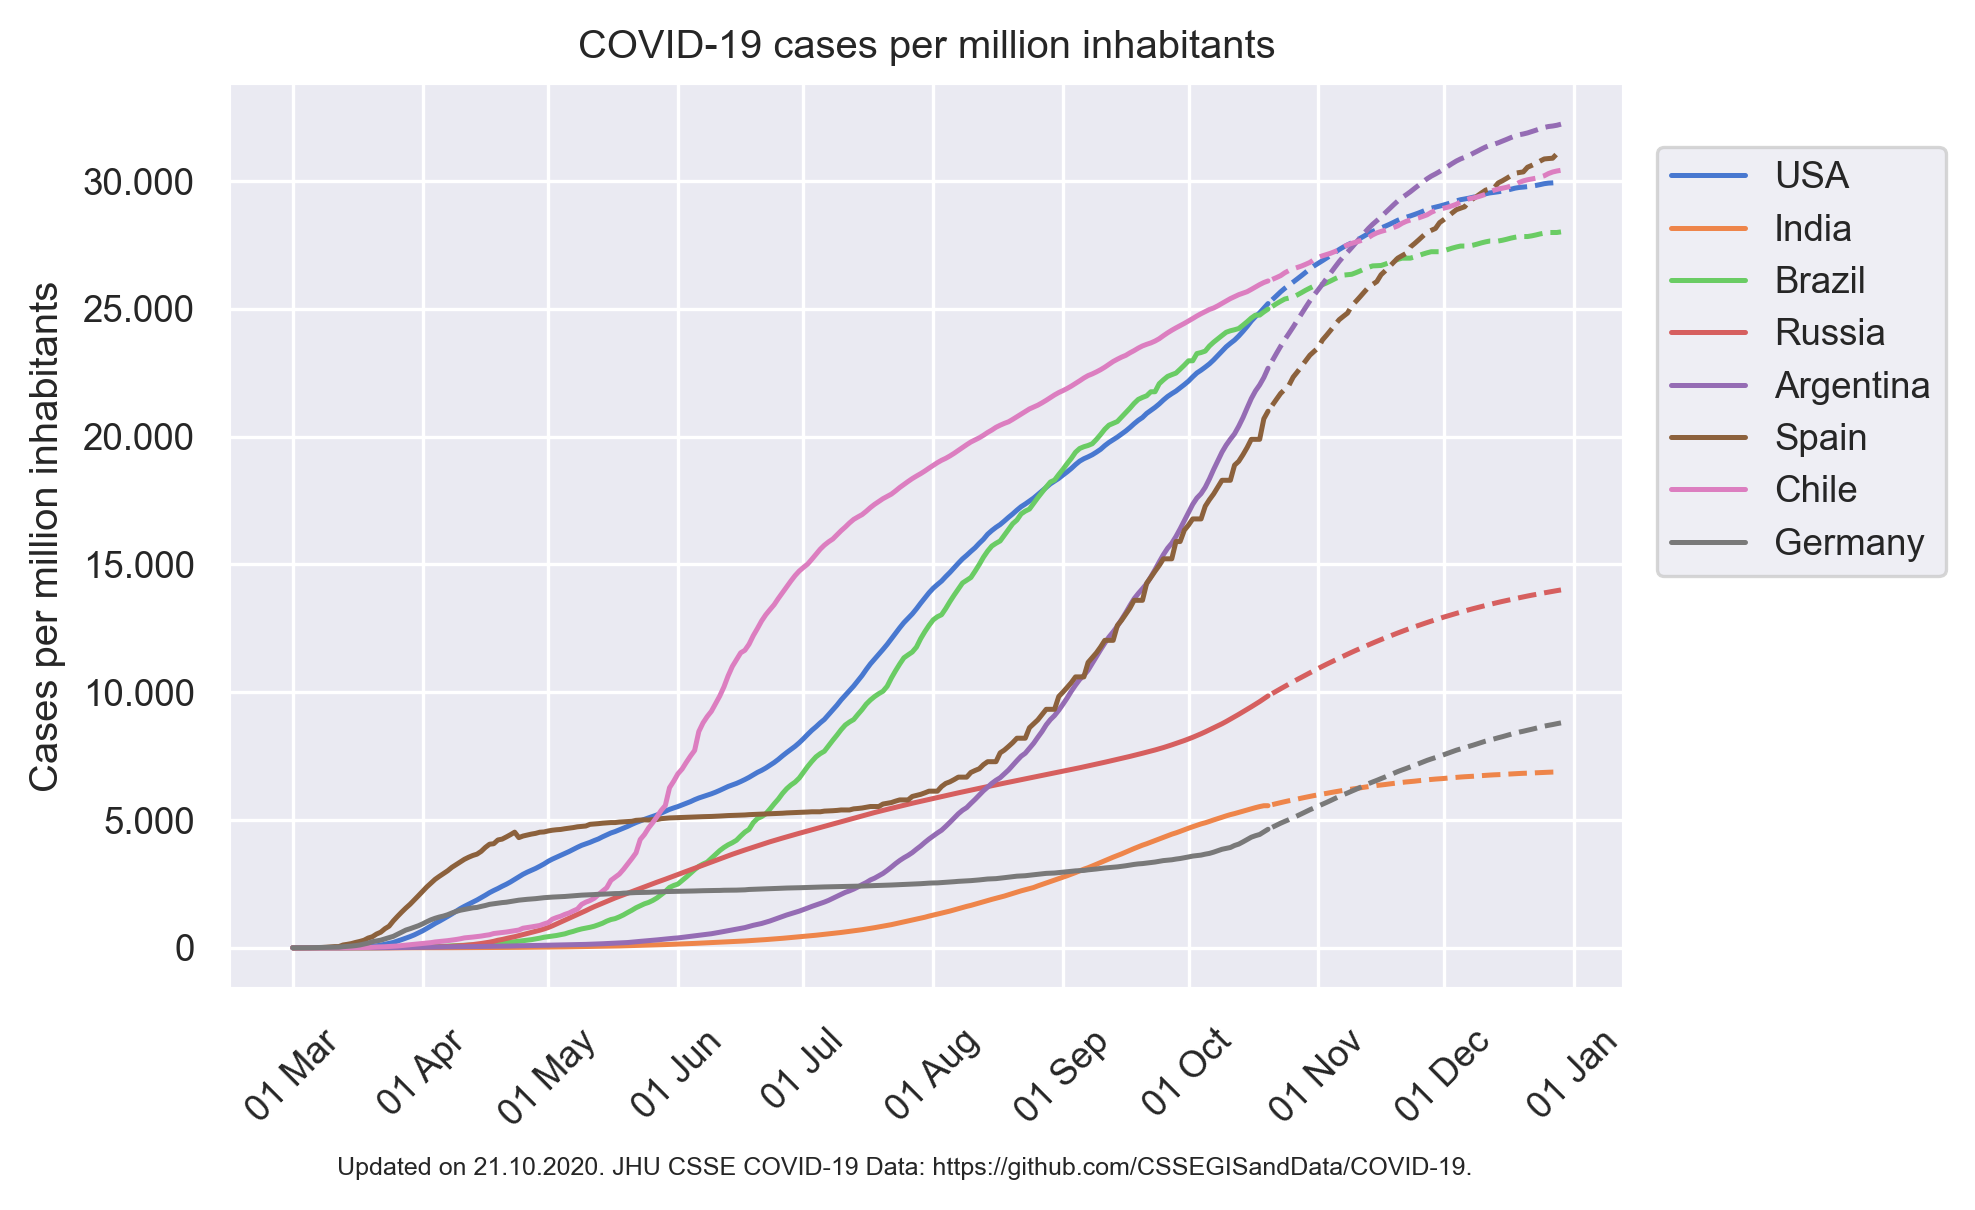 COVID-19 cases per million inhabitants
Cases per million inhabitants
30.000
25.000
20.000
15.000
10.000
5.000
0
01 Mar
01 Apr
01 May
01 Jun
01 Jul
01 Aug
01 Sep
01 Oct
01 Nov
01 Dec
01 Jan
USA
India
Brazil
Russia
Argentina
Spain
Chile
Germany
Updated on 21.10.2020. JHU CSSE COVID-19 Data: https://github.com/CSSEGISandData/COVID-19.